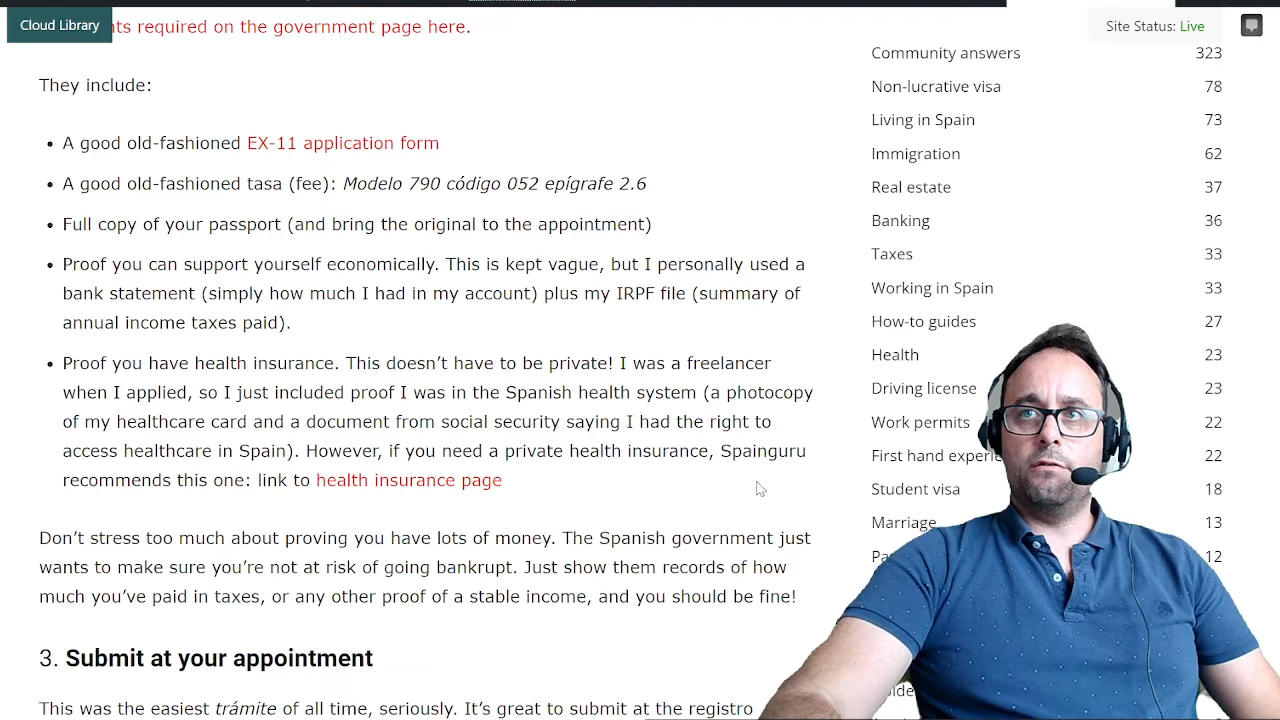 Cloud Library
nts required on the government page here.
Site Status: Live
They include:
• A good old-fashioned EX-11 application form
• A good old-fashioned tasa (fee): Modelo 790 código 052 epígrafe 2.6
• Full copy of your passport (and bring the original to the appointment)
• Proof you can support yourself economically. This is kept vague, but I personally used a
bank statement (simply how much I had in my account) plus my IRPF file (summary of
annual income taxes paid).
• Proof you have health insurance. This doesn’t have to be private! I was a freelancer
when I applied, so I just included proof I was in the Spanish health system (a photocopy
of my healthcare card and a document from social security saying I had the right to
access healthcare in Spain). However, if you need a private health insurance, Spainguru
recommends this one: link to health insurance page
Don’t stress too much about proving you have lots of money. The Spanish government just
wants to make sure you’re not at risk of going bankrupt. Just show them records of how
much you’ve paid in taxes, or any other proof of a stable income, and you should be fine!
3. Submit at your appointment
This was the easiest trámite of all time, seriously. It’s great to submit at the registro
Community answers 323
Non-lucrative visa 78
Living in Spain 73
Immigration 62
Real estate 37
Banking 36
Taxes 33
Working in Spain 33
How-to guides 27
Health 23
Driving license 23
Work permits 22
First hand experie 22
Student visa 18
Marriage 13
12